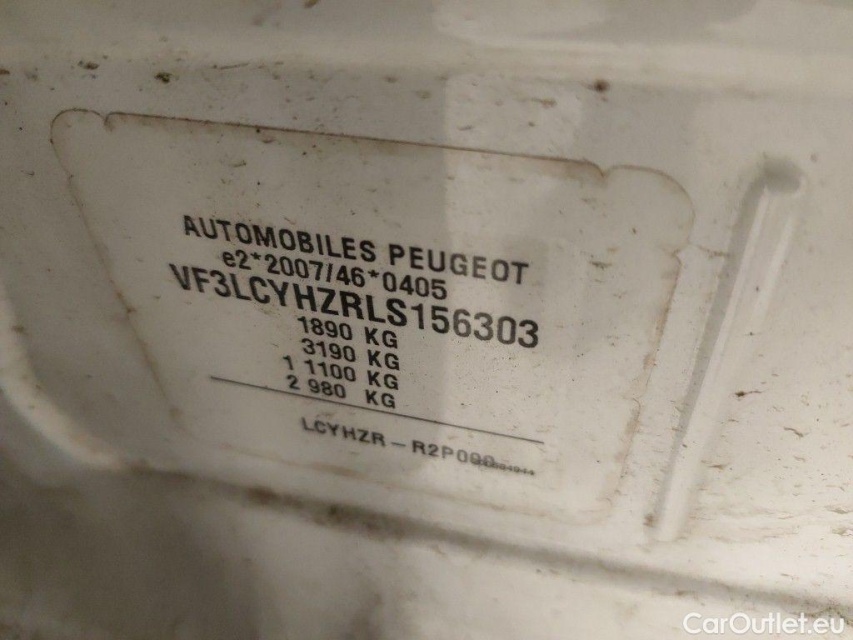 AUTOMOBILES PEUGEOT
e2*2007/46*0405
VF3LCYHZRLS156303
1890 KG
3190 KG
1 1100 KG
2 980 KG
LCYHZR – R2P000
CarOutlet.eu